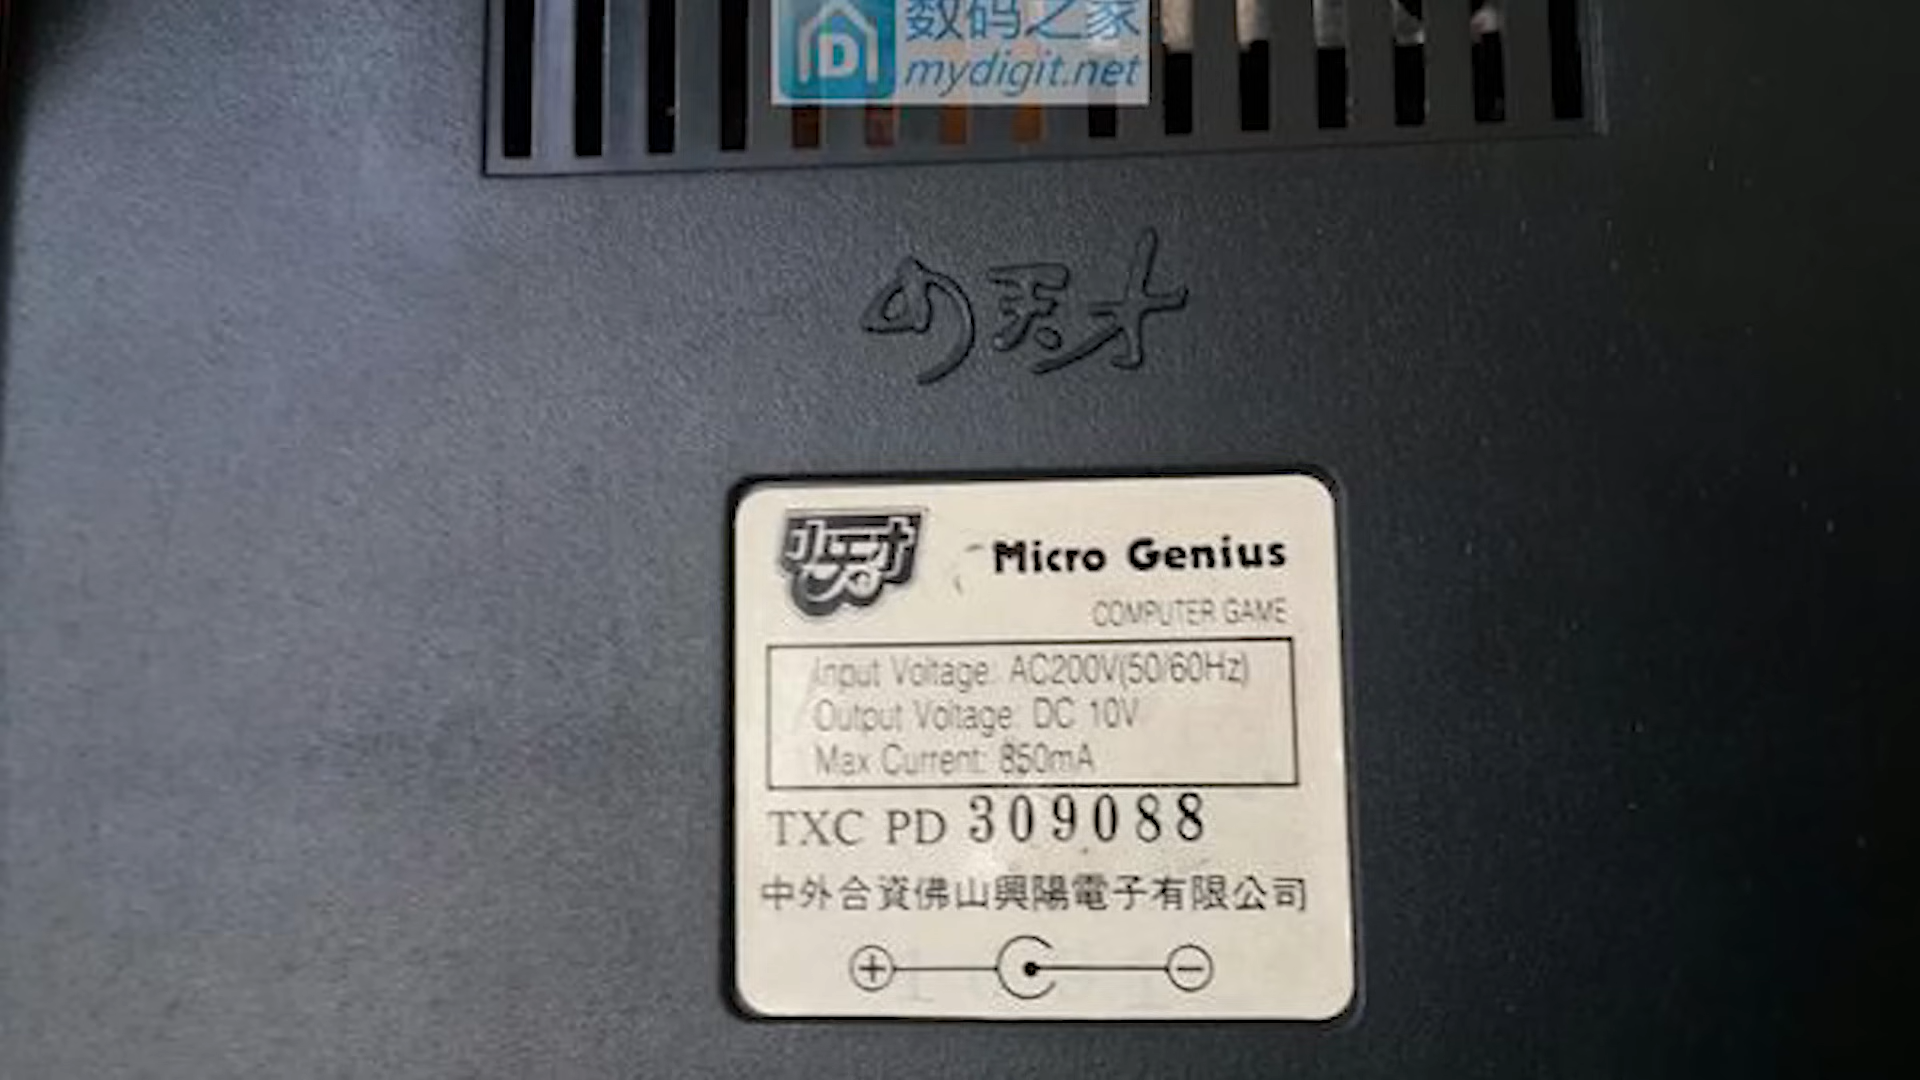 数码之家
mydigit.net
小天才
小天才
Micro Genius
COMPUTER GAME
Input Voltage: AC200V(50/60Hz)
Output Voltage: DC 10V
Max Current: 850mA
TXC PD 309088
中外合資佛山興陽電子有限公司